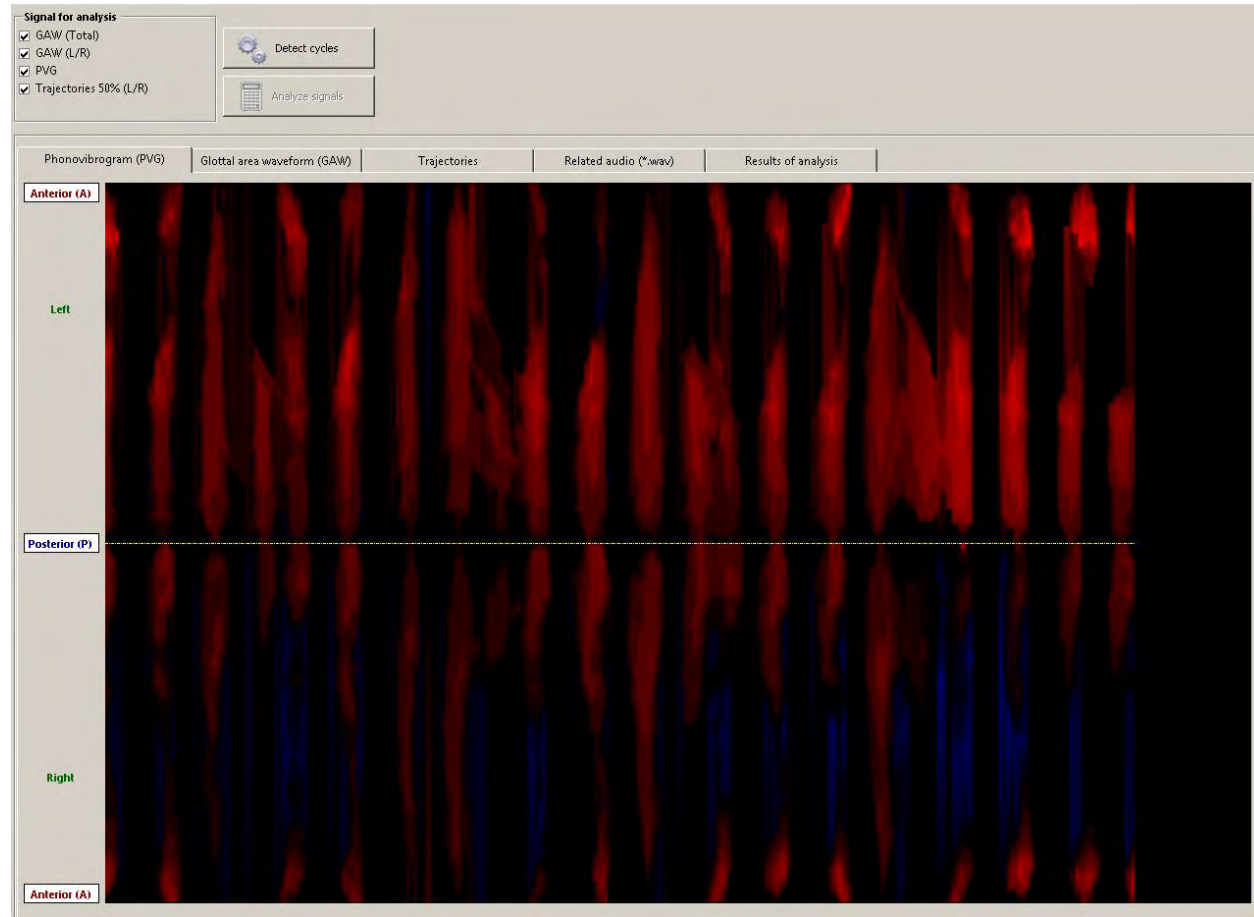 Signal for analysis
GAW (Total)
GAW (L/R)
PVG
Trajectories 50% (L/R)
Detect cycles
Analyze signals
Phonovibrogram (PVG) Glottal area waveform (GAW) Trajectories Related audio (*.wav) Results of analysis
Anterior (A)
Left
Posterior (P)
Right
Anterior (A)